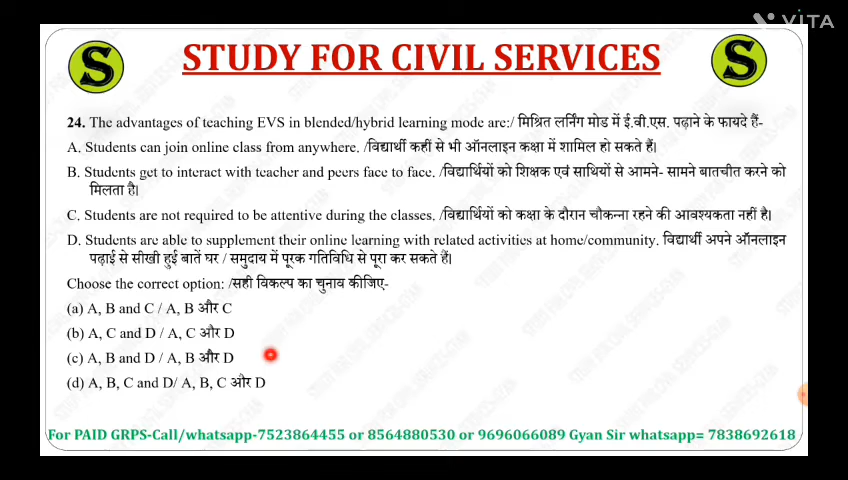 VITA
S STUDY FOR CIVIL SERVICES S
24. The advantages of teaching EVS in blended/hybrid learning mode are:/ मिश्रित लर्निंग मोड में ई.वी.एस. पढ़ाने के फायदे हैं-
A. Students can join online class from anywhere. /विद्यार्थी कहीं से भी ऑनलाइन कक्षा में शामिल हो सकते हैं।
B. Students get to interact with teacher and peers face to face. /विद्यार्थियों को शिक्षक एवं साथियों से आमने- सामने बातचीत करने को
मिलता है।
C. Students are not required to be attentive during the classes. /विद्यार्थियों को कक्षा के दौरान चौकन्ना रहने की आवश्यकता नहीं है।
D. Students are able to supplement their online learning with related activities at home/community. विद्यार्थी अपने ऑनलाइन
पढ़ाई से सीखी हुई बातें घर / समुदाय में पूरक गतिविधि से पूरा कर सकते हैं।
Choose the correct option: /सही विकल्प का चुनाव कीजिए-
(a) A, B and C / A, B और C
(b) A, C and D / A, C और D
(c) A, B and D / A, B और D
(d) A, B, C and D/ A, B, C और D
For PAID GRPS-Call/whatsapp-7523864455 or 8564880530 or 9696066089 Gyan Sir whatsapp= 7838692618